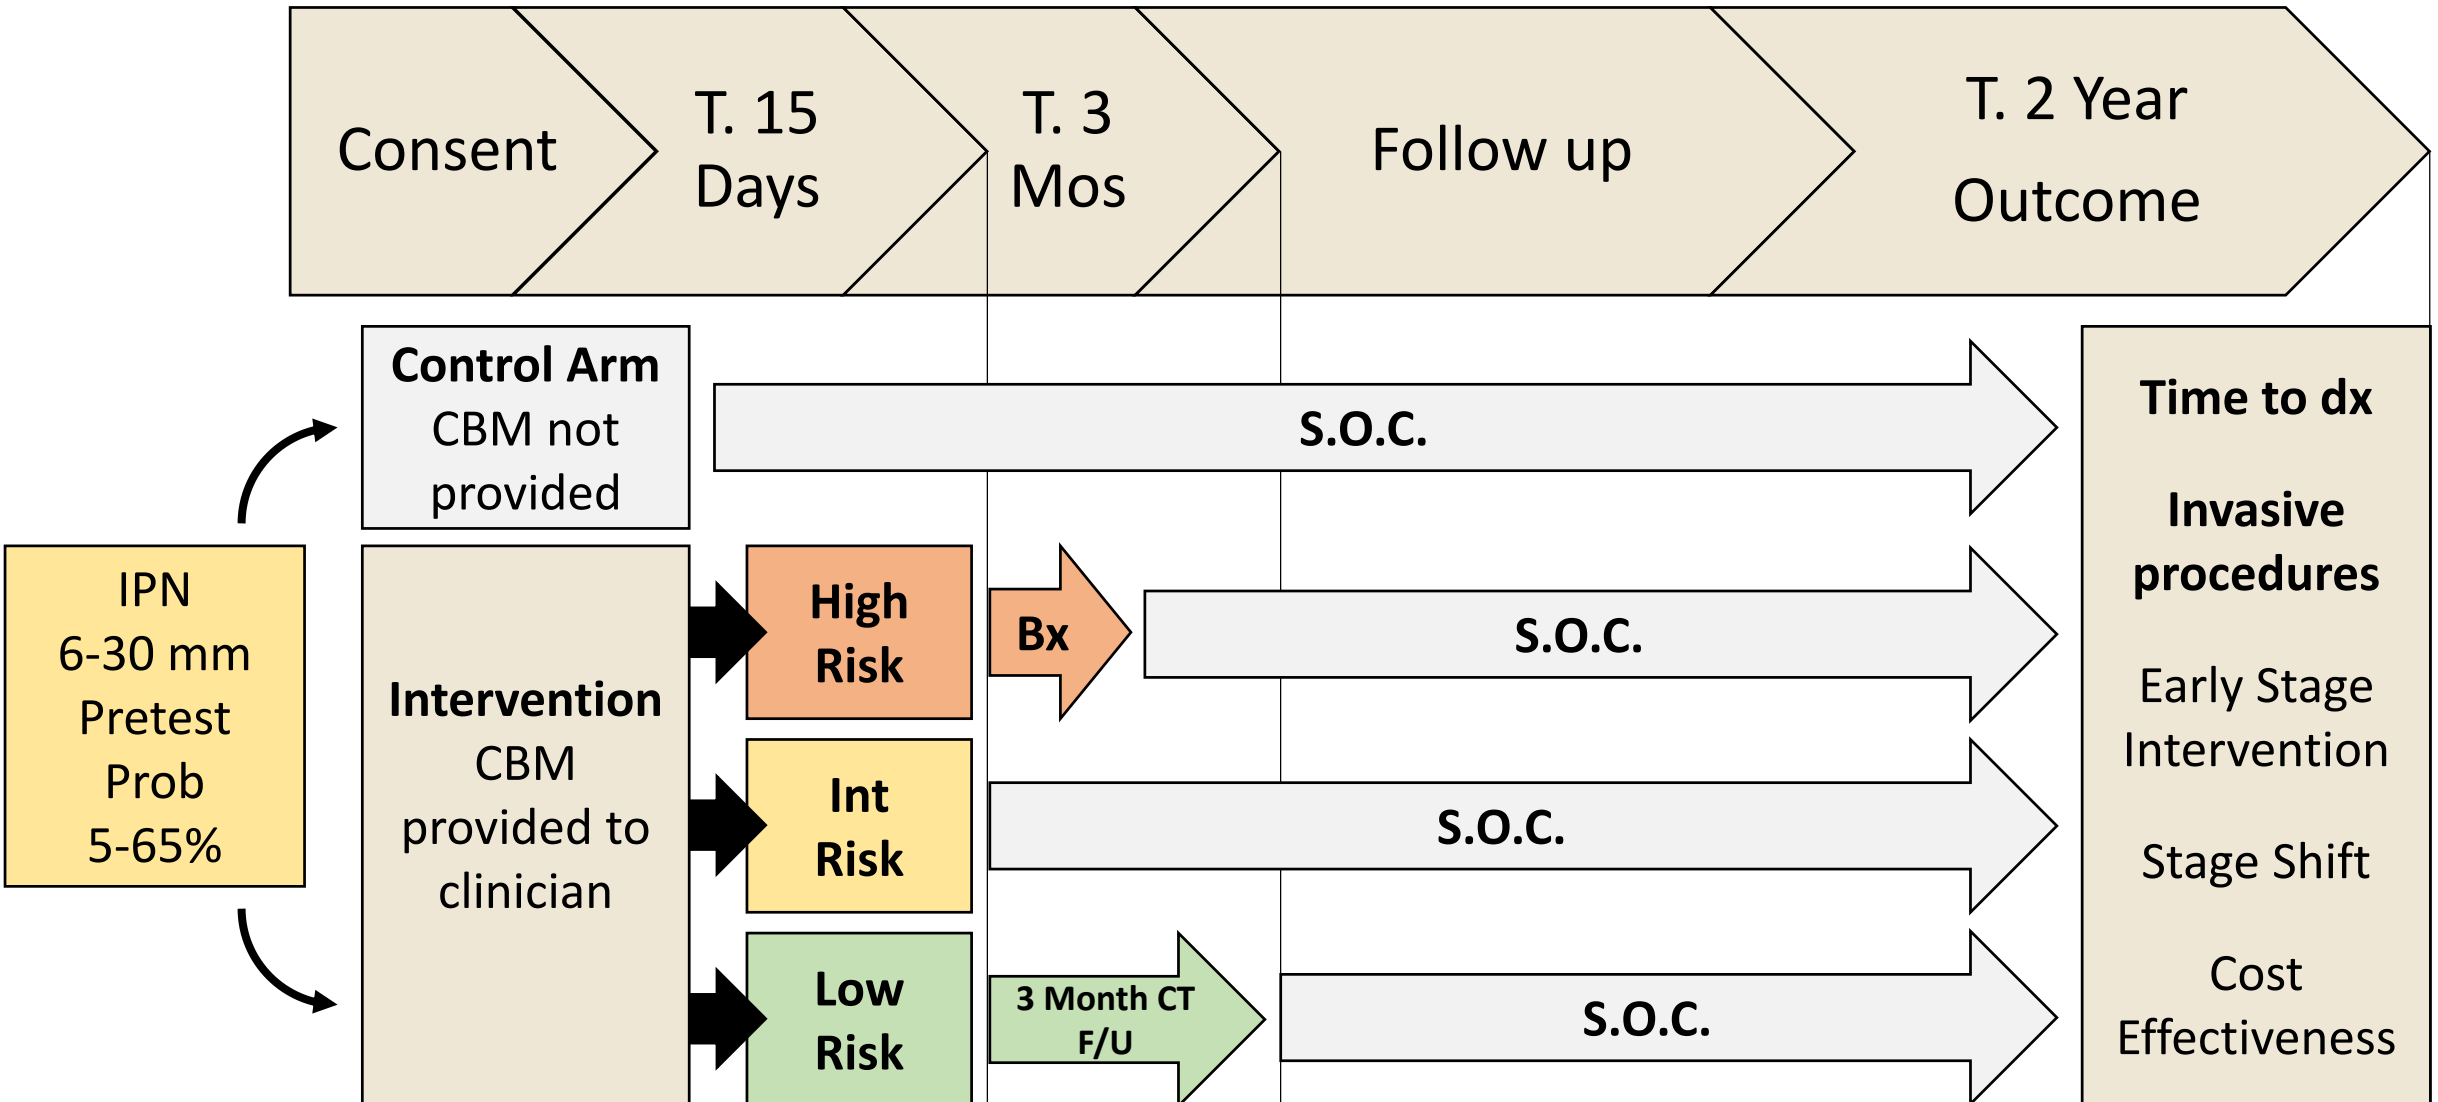 Consent
T. 15
Days
T. 3
Mos
Follow up
T. 2 Year
Outcome
Control Arm
CBM not
provided
S.O.C.
IPN
6-30 mm
Pretest
Prob
5-65%
Intervention
CBM
provided to
clinician
High
Risk
Bx
S.O.C.
Int
Risk
S.O.C.
Low
Risk
3 Month CT
F/U
S.O.C.
Time to dx
Invasive
procedures
Early Stage
Intervention
Stage Shift
Cost
Effectiveness